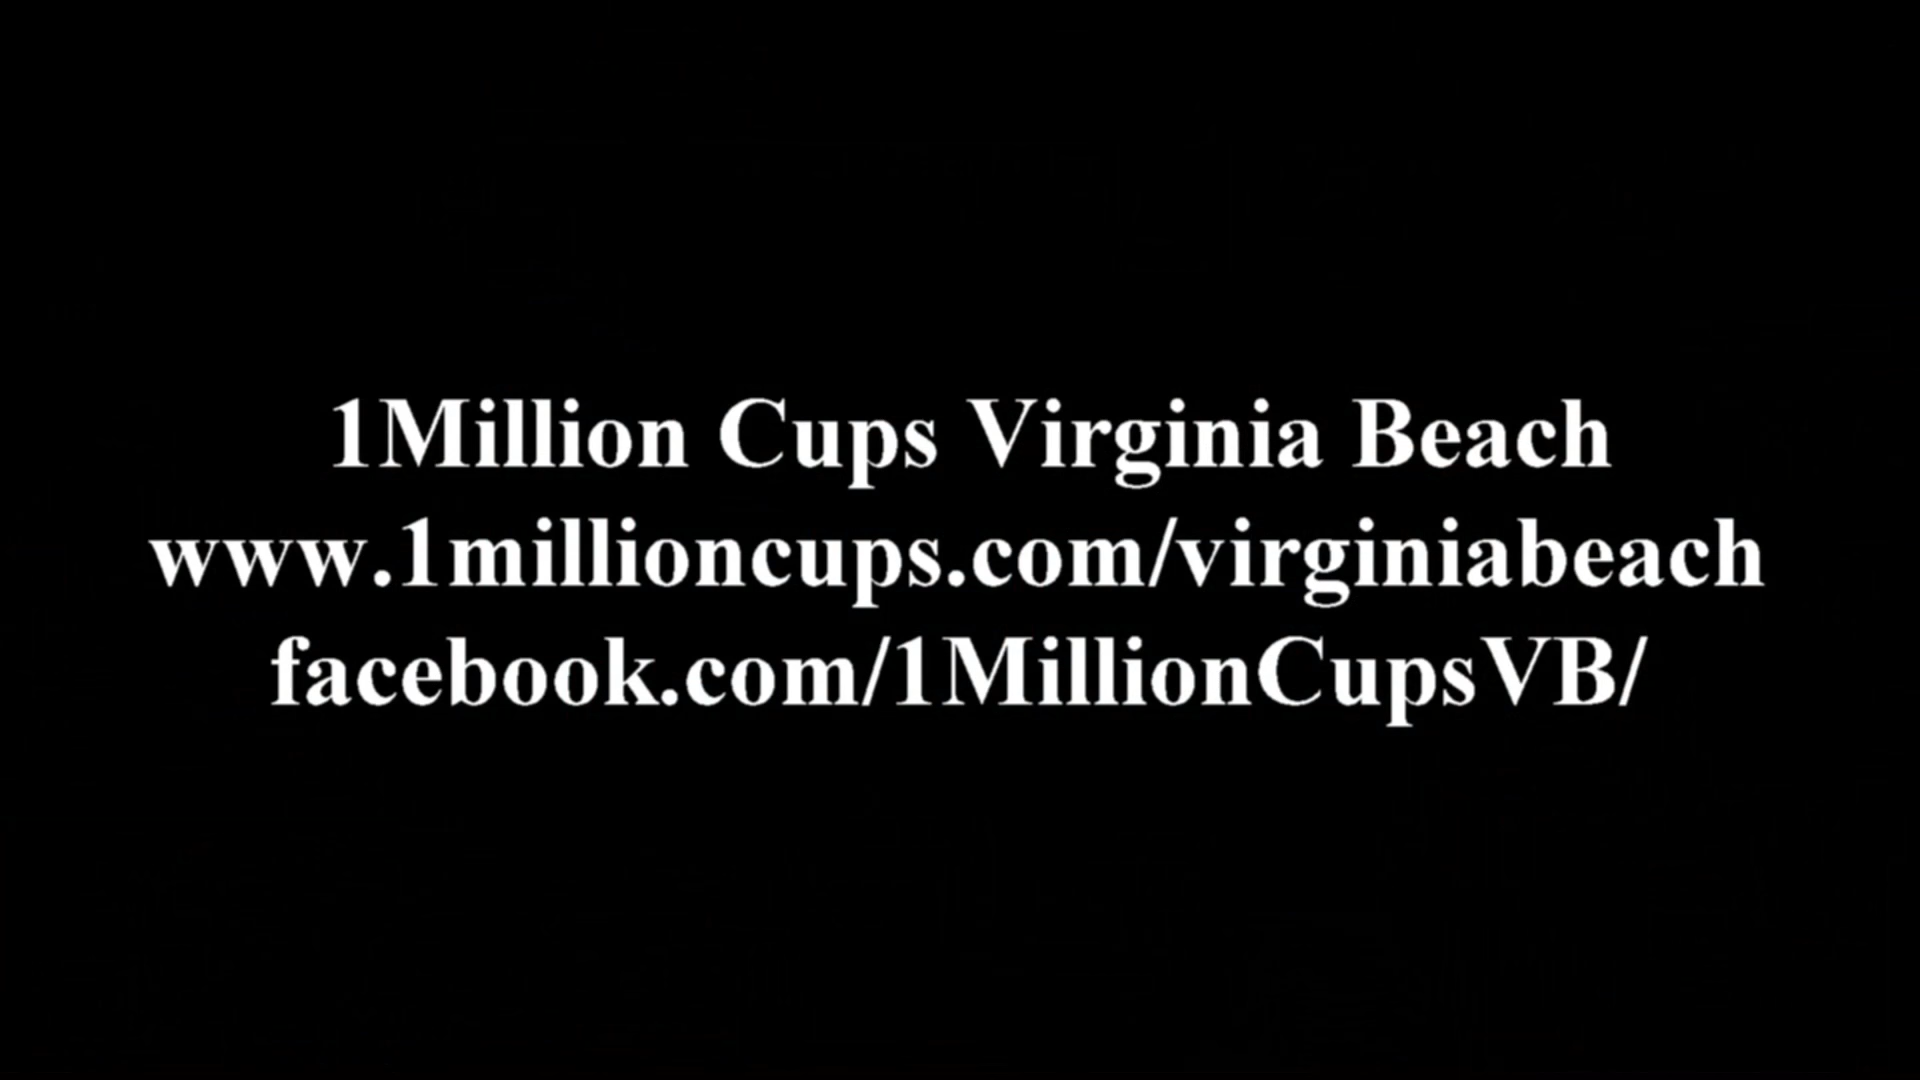 1Million Cups Virginia Beach
www.1millioncups.com/virginiabeach
facebook.com/1MillionCupsVB/